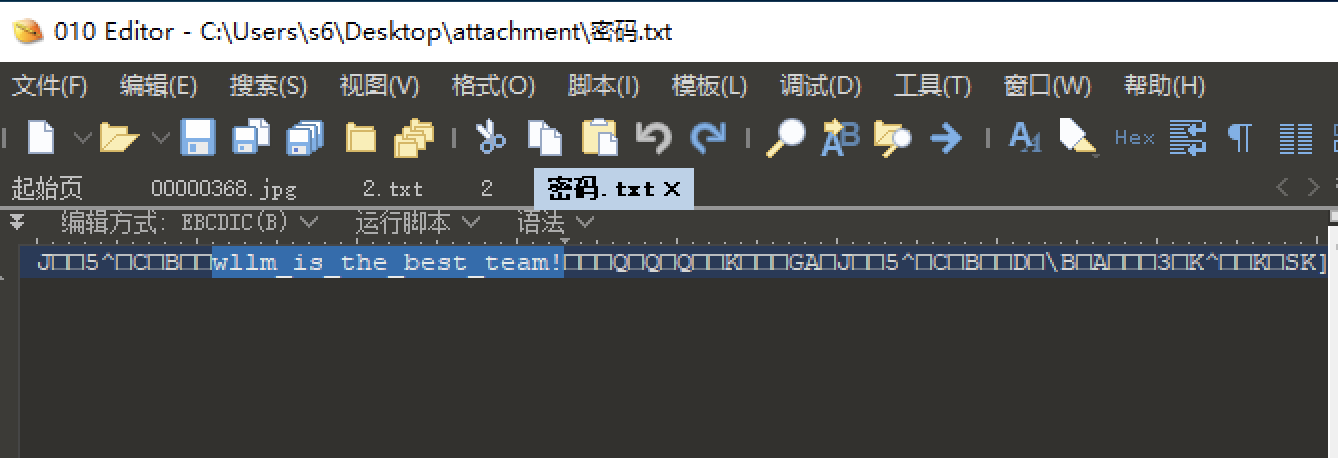 010 Editor - C:\Users\s6\Desktop\attachment\密码.txt
文件(F) 编辑(E) 搜索(S) 视图(V) 格式(O) 脚本(I) 模板(L) 调试(D) 工具(T) 窗口(W) 帮助(H)
Hex
起始页 00000368.jpg 2.txt 2 密码.txt ×
编辑方式: EBCDIC(B) 运行脚本 语法
J□□5^□C□B□□wllm_is_the_best_team!□□□Q□Q□Q□□K□□□GA□J□□5^□C□B□□D□\B□A□□□3□K^□□K□SK]